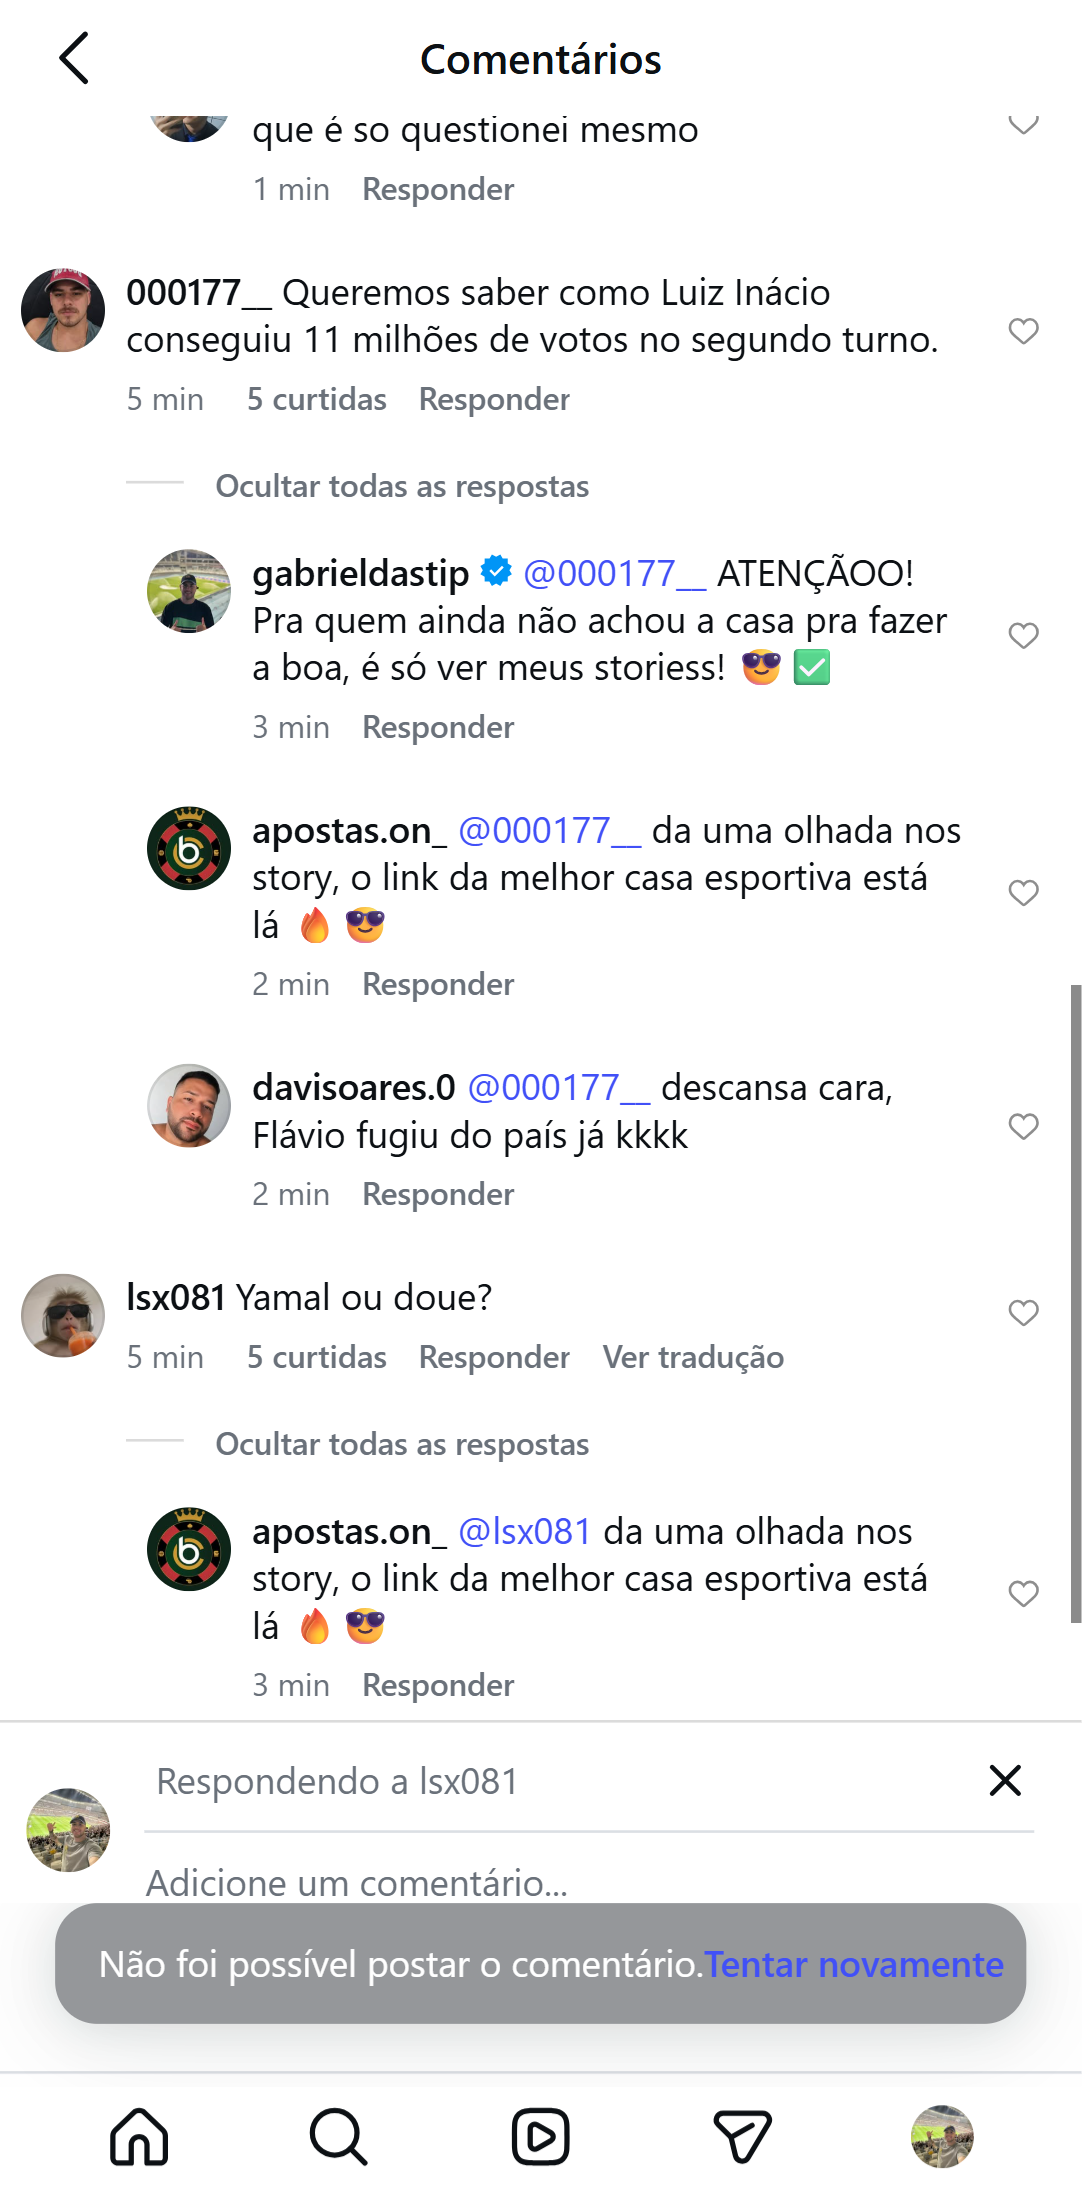 Comentários
que é so questionei mesmo
1 min Responder
000177__ Queremos saber como Luiz Inácio
conseguiu 11 milhões de votos no segundo turno.
5 min 5 curtidas Responder
Ocultar todas as respostas
gabrieldastip @000177__ ATENÇÃOO!
Pra quem ainda não achou a casa pra fazer
a boa, é só ver meus storiess! 😎 ✅
3 min Responder
apostas.on_ @000177__ da uma olhada nos
story, o link da melhor casa esportiva está
lá 🔥 😎
2 min Responder
davisoares.0 @000177__ descansa cara,
Flávio fugiu do país já kkkk
2 min Responder
lsx081 Yamal ou doue?
5 min 5 curtidas Responder Ver tradução
Ocultar todas as respostas
apostas.on_ @lsx081 da uma olhada nos
story, o link da melhor casa esportiva está
lá 🔥 😎
3 min Responder
Respondendo a lsx081
Adicione um comentário...
Não foi possível postar o comentário.Tentar novamente